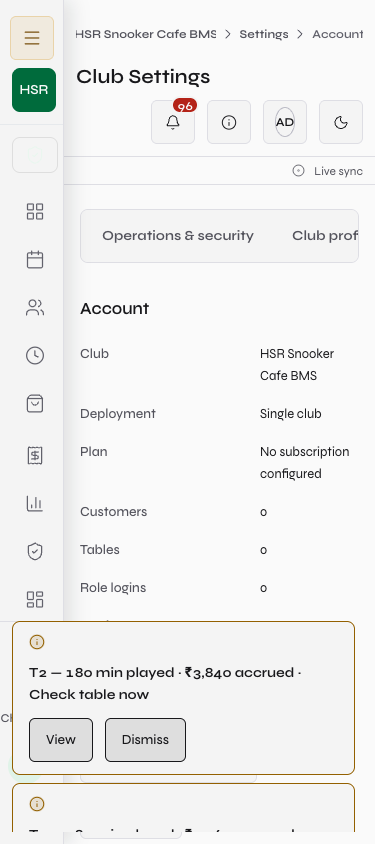 HSR Snooker Cafe BMS > Settings > Account
HSR
Club Settings
96
AD
Live sync
Operations & security
Club prof
Account
Club
HSR Snooker
Cafe BMS
Deployment
Single club
Plan
No subscription
configured
Customers
0
Tables
0
Role logins
0
T2 — 180 min played · ₹3,840 accrued ·
Check table now
View
Dismiss